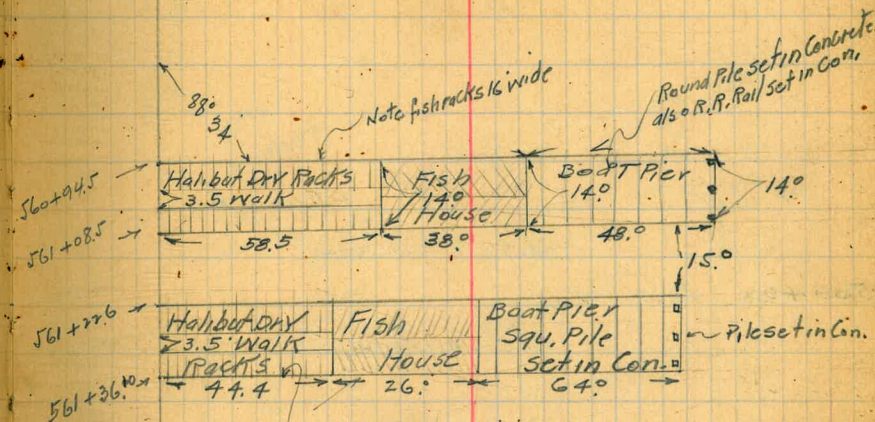 Round Pile set in Concrete
also R.R. Rail set in Con.
Note fish racks 16' wide
88° 34
560+94.5
Halibut Dry Racks
3.5 Walk
Fish
14.0
House
14.0
Boat Pier
14.0
561+08.5
58.5
38.0
48.0
15.0
561+22.6
Halibut Dry
3.5' Walk
Racks
Fish
House
Boat Pier
Squ. Pile
set in Con.
Pile set in Con.
561+36.10
44.4
26.0
64.0